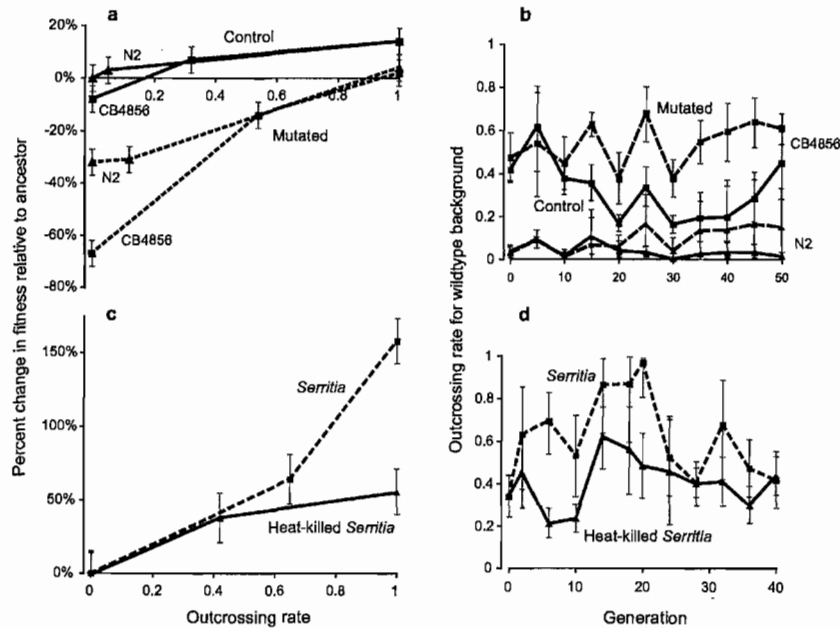 a
20%
0%
-20%
-40%
-60%
-80%
N2
Control
CB4856
0.2
0.4
0.6
0.8
1
Mutated
N2
CB4856
Percent change in fitness relative to ancestor
b
1
0.8
0.6
0.4
0.2
0
Mutated
CB4856
Control
N2
0
10
20
30
40
50
Outcrossing rate for wildtype background
c
150%
100%
50%
0%
Serritia
Heat-killed Serritia
0
0.2
0.4
0.6
0.8
1
Outcrossing rate
d
1
0.8
0.6
0.4
0.2
0
Serritia
Heat-killed Serritia
0
10
20
30
40
Generation